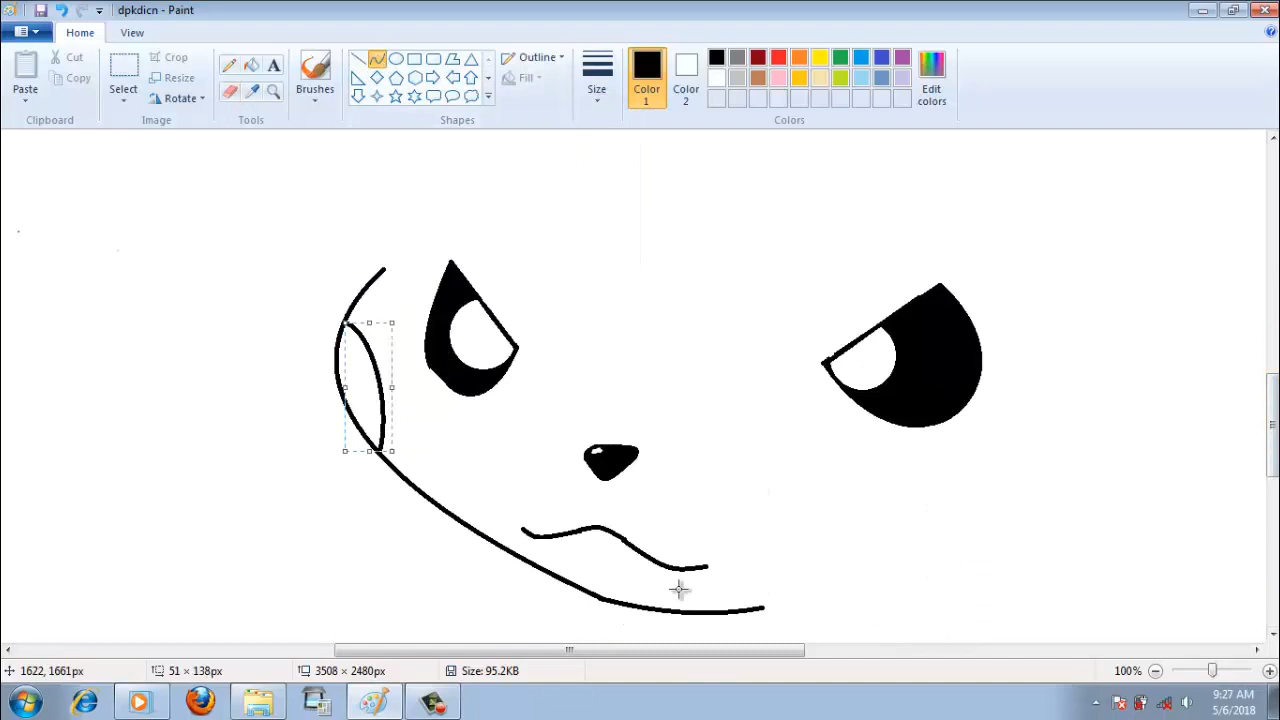 dpkdicn - Paint
Home View
Paste
Cut
Copy
Clipboard
Select
Crop
Resize
Rotate
Image
A
Tools
Brushes
Shapes
Outline
Fill
Size
Color 1
Color 2
Edit colors
Colors
1622, 1661px
51 × 138px
3508 × 2480px
Size: 95.2KB
100%
9:27 AM
5/6/2018